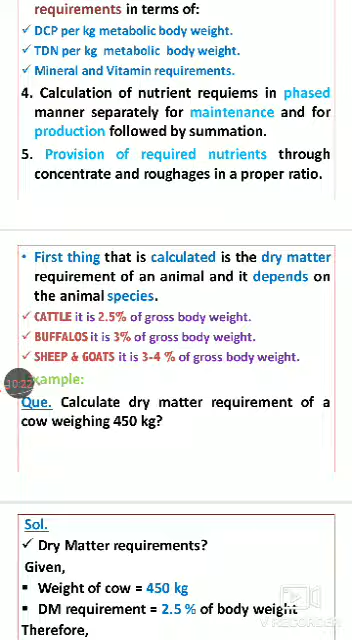 requirements in terms of:
✓ DCP per kg metabolic body weight.
✓ TDN per kg metabolic body weight.
✓ Mineral and Vitamin requirements.
4. Calculation of nutrient requiems in phased
manner separately for maintenance and for
production followed by summation.
5. Provision of required nutrients through
concentrate and roughages in a proper ratio.
• First thing that is calculated is the dry matter
requirement of an animal and it depends on
the animal species.
✓ CATTLE it is 2.5% of gross body weight.
✓ BUFFALOS it is 3% of gross body weight.
✓ SHEEP & GOATS it is 3-4 % of gross body weight.
10:22 xample:
Que. Calculate dry matter requirement of a
cow weighing 450 kg?
Sol.
✓ Dry Matter requirements?
Given,
▪ Weight of cow = 450 kg
▪ DM requirement = 2.5 % of body weight
V RECORDER
Therefore,